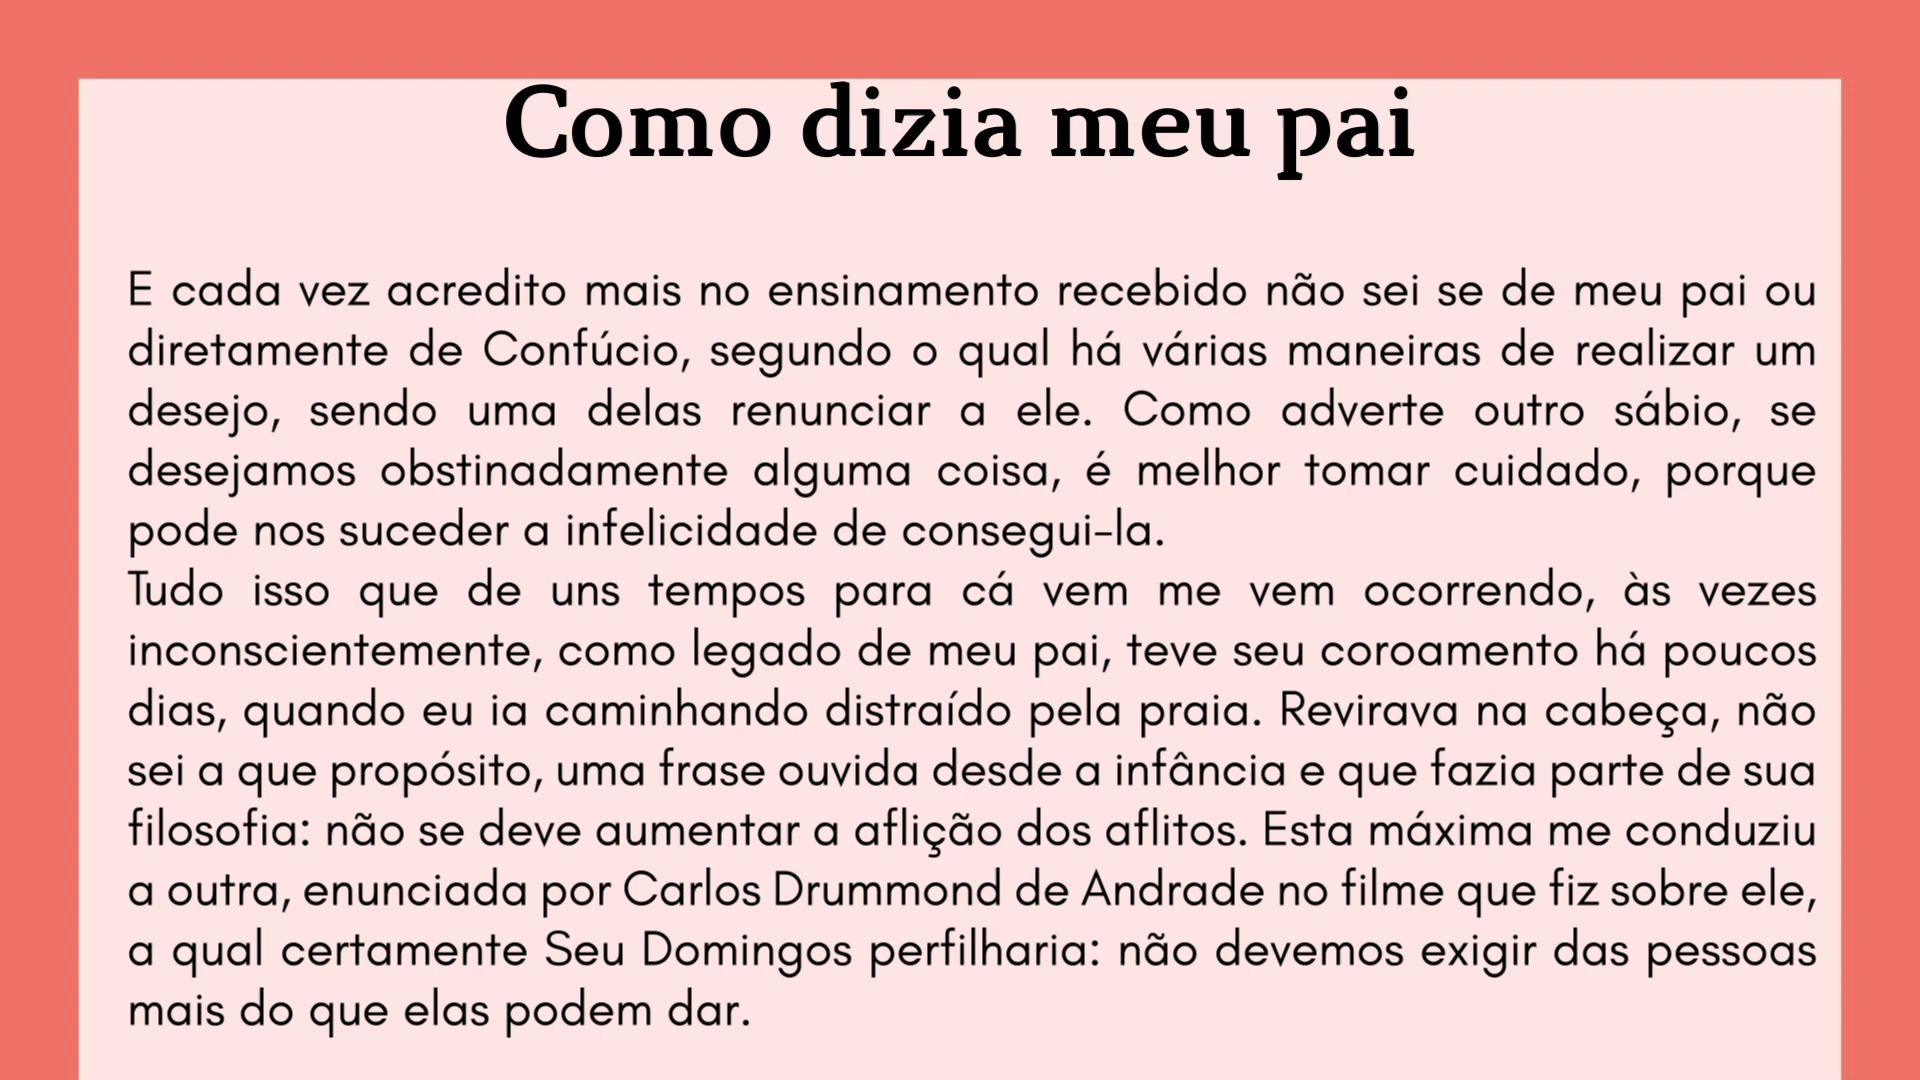 Como dizia meu pai
E cada vez acredito mais no ensinamento recebido não sei se de meu pai ou
diretamente de Confúcio, segundo o qual há várias maneiras de realizar um
desejo, sendo uma delas renunciar a ele. Como adverte outro sábio, se
desejamos obstinadamente alguma coisa, é melhor tomar cuidado, porque
pode nos suceder a infelicidade de consegui-la.
Tudo isso que de uns tempos para cá vem me vem ocorrendo, às vezes
inconscientemente, como legado de meu pai, teve seu coroamento há poucos
dias, quando eu ia caminhando distraído pela praia. Revirava na cabeça, não
sei a que propósito, uma frase ouvida desde a infância e que fazia parte de sua
filosofia: não se deve aumentar a aflição dos aflitos. Esta máxima me conduziu
a outra, enunciada por Carlos Drummond de Andrade no filme que fiz sobre ele,
a qual certamente Seu Domingos perfilharia: não devemos exigir das pessoas
mais do que elas podem dar.